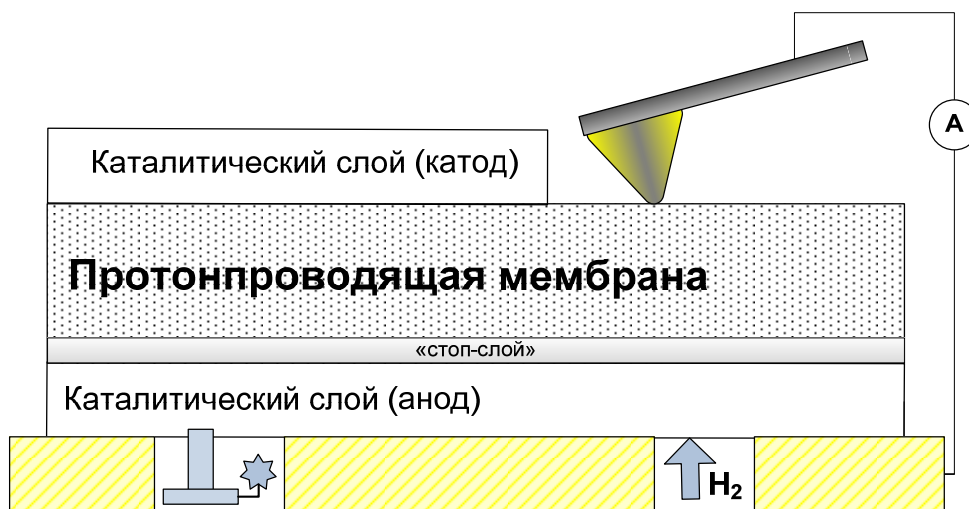 A
Каталитический слой (катод)
Протонпроводящая мембрана
«стоп-слой»
Каталитический слой (анод)
H₂